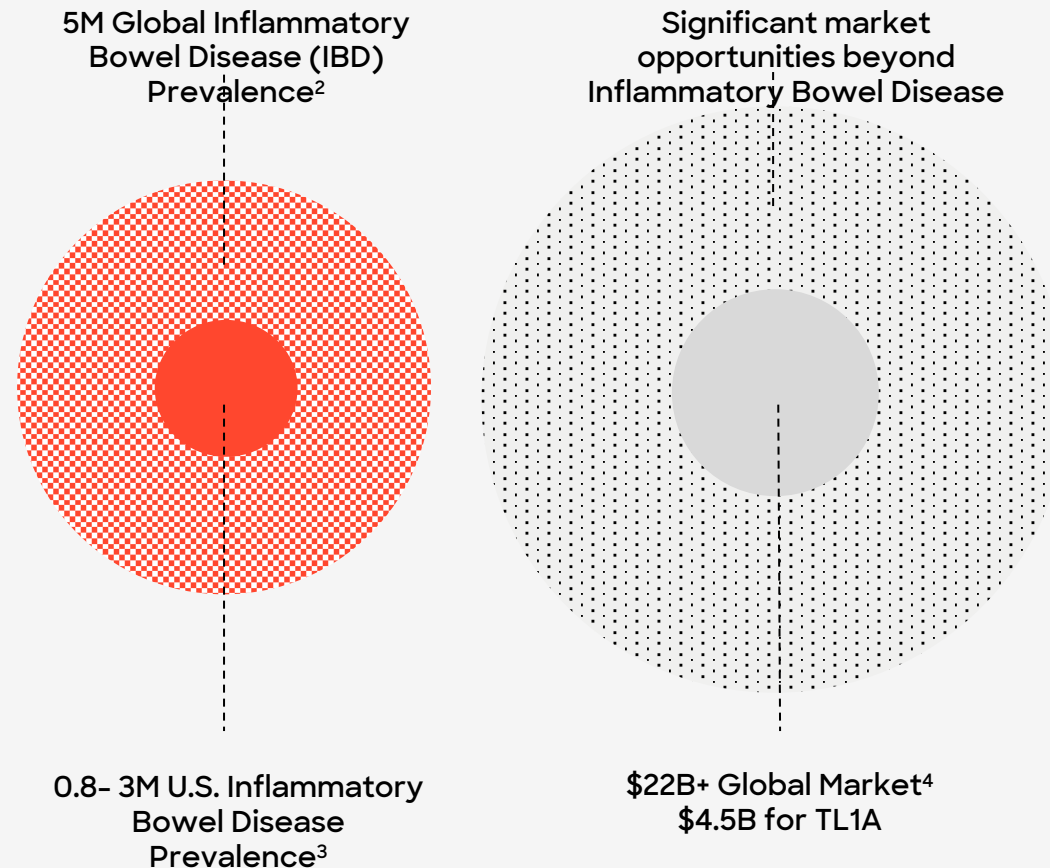 5M Global Inflammatory
Bowel Disease (IBD)
Prevalence²
Significant market
opportunities beyond
Inflammatory Bowel Disease
0.8– 3M U.S. Inflammatory
Bowel Disease
Prevalence³
$22B+ Global Market⁴
$4.5B for TL1A